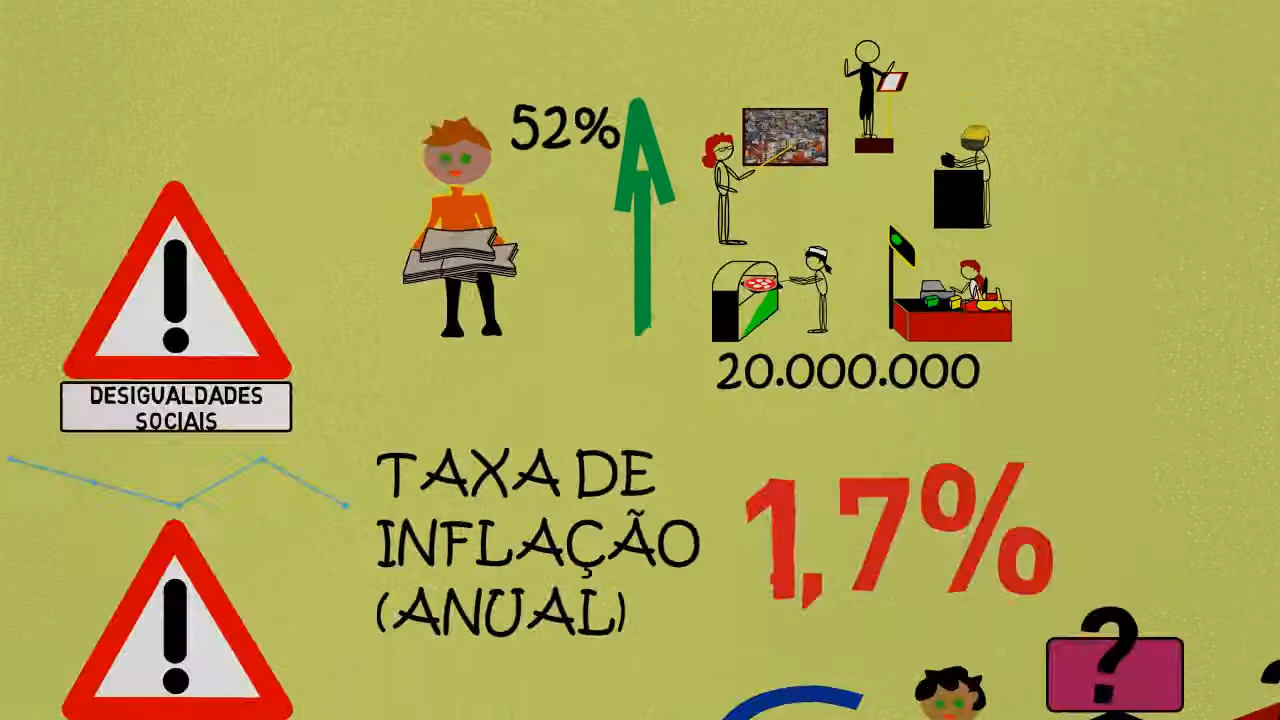 52%
20.000.000
DESIGUALDADES
SOCIAIS
TAXA DE
INFLAÇÃO
(ANUAL)
1,7%
?